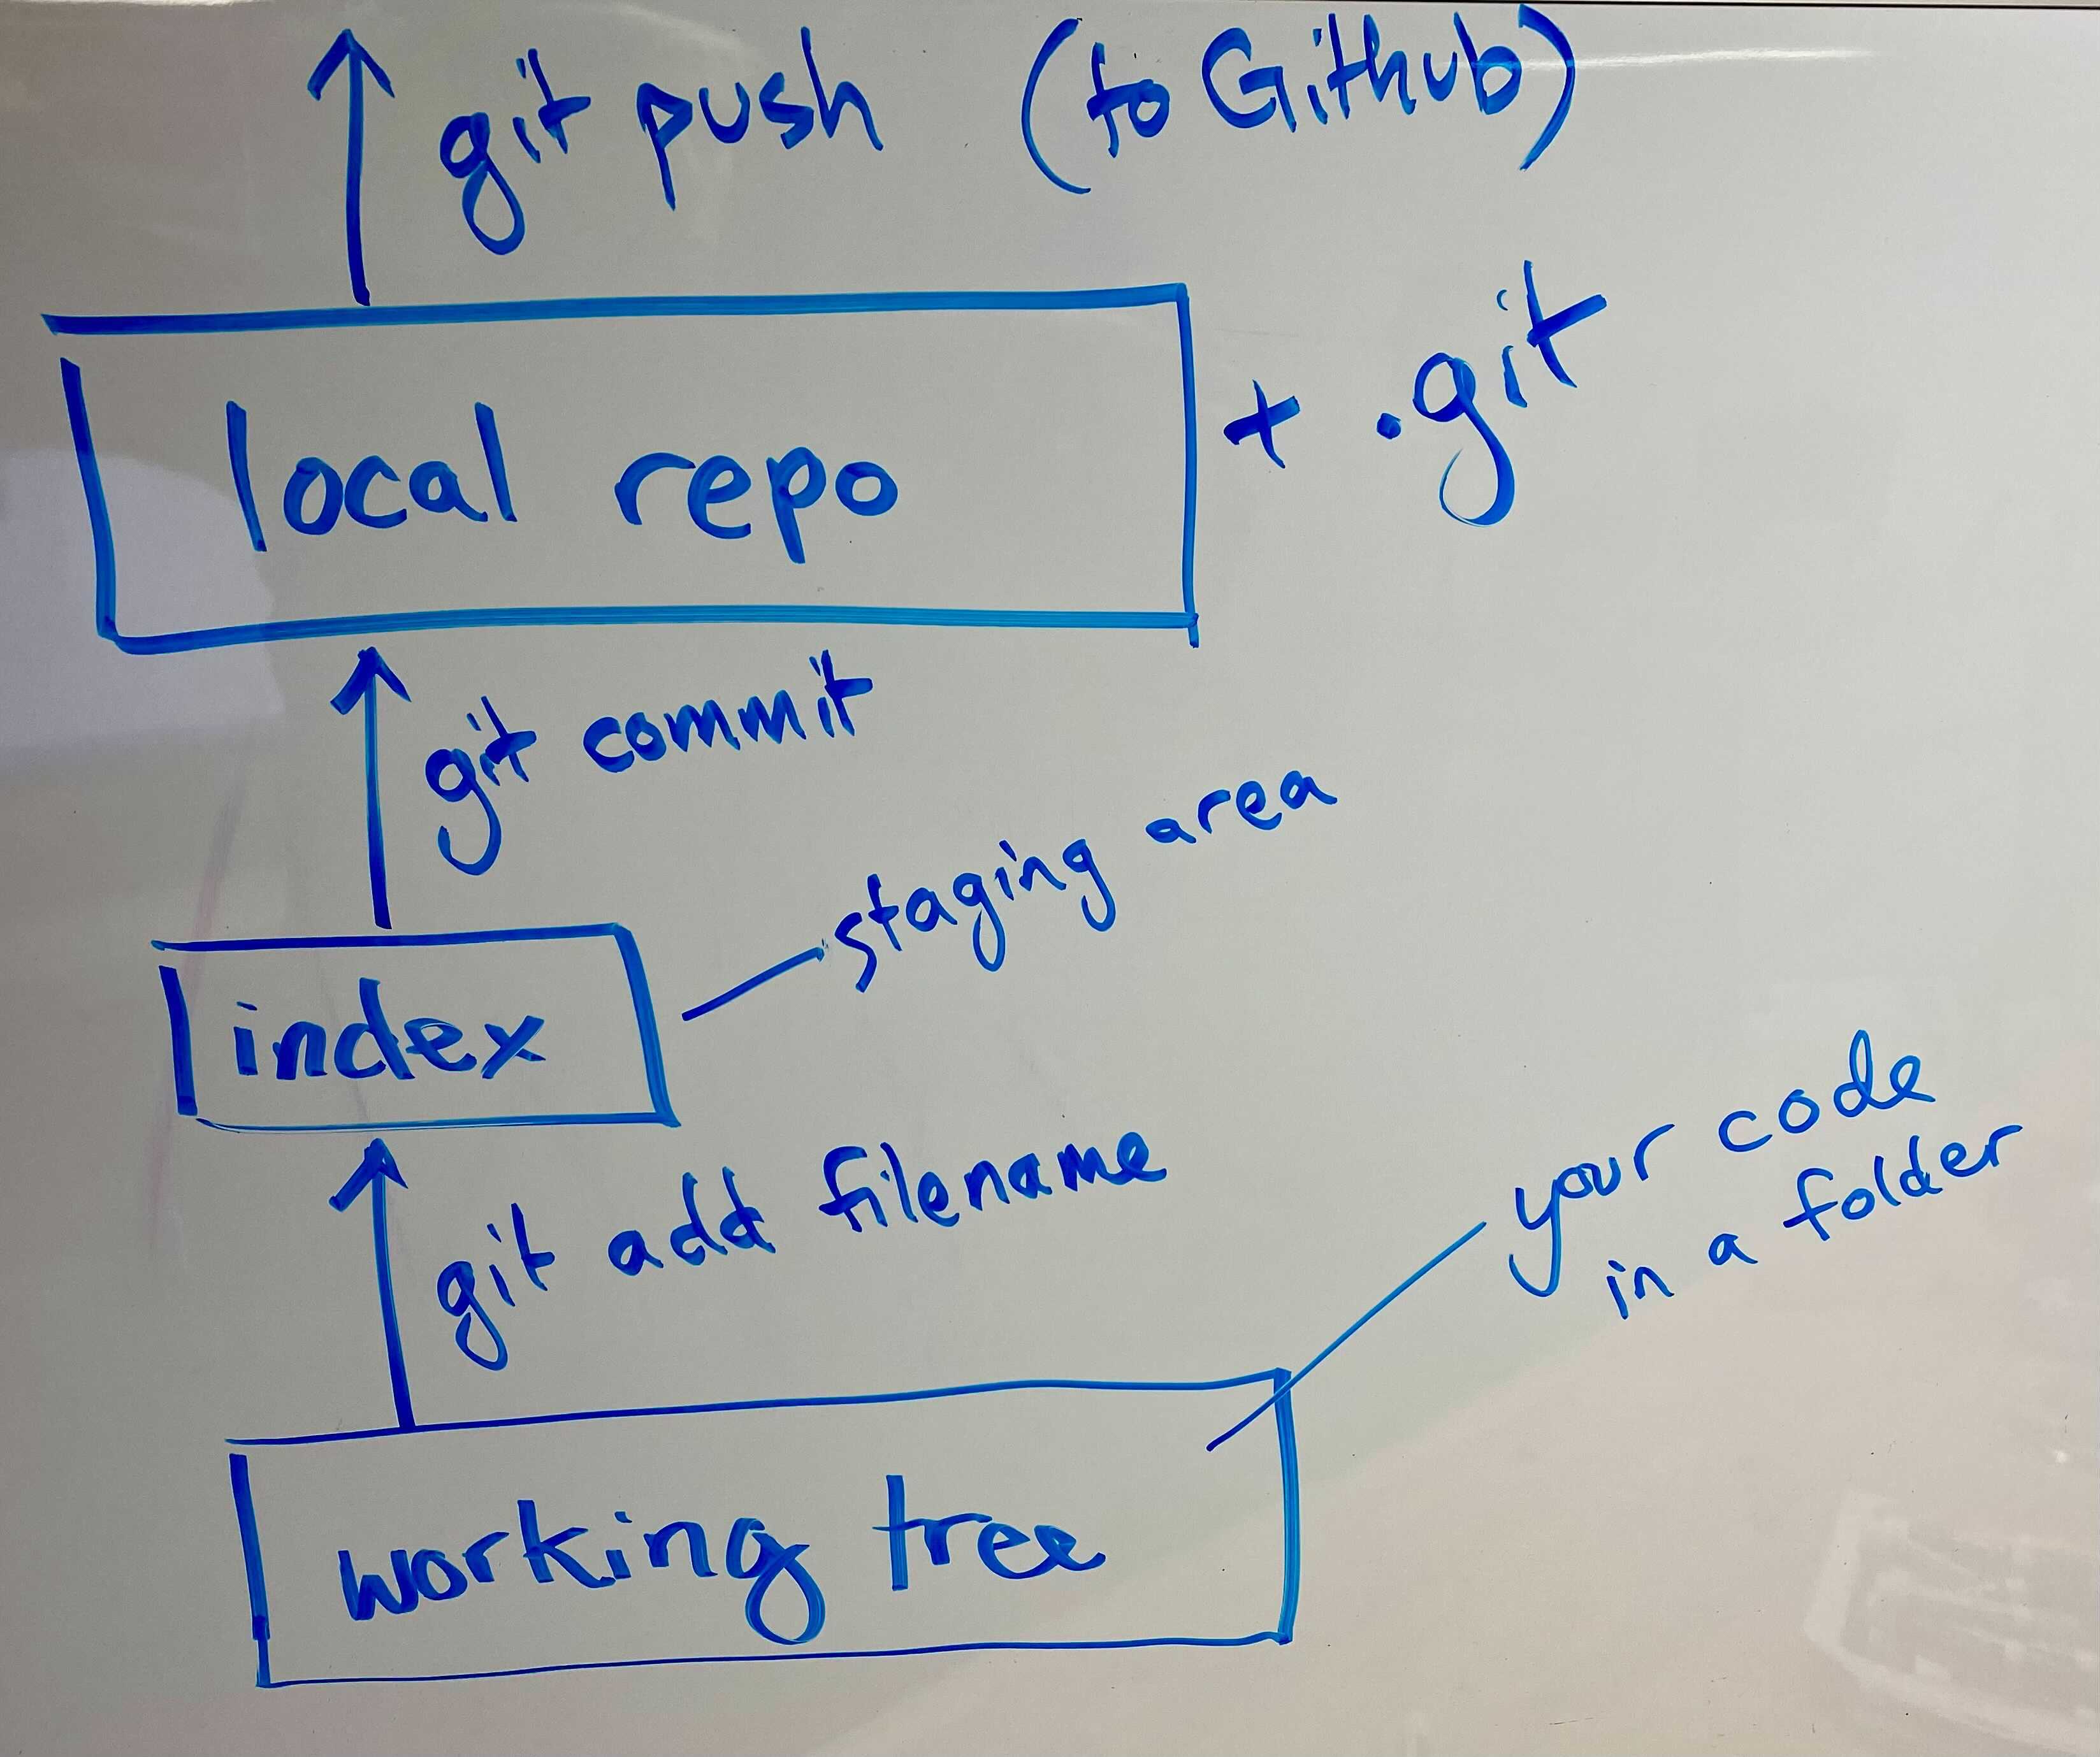 git push (to Github)
local repo + .git
git commit
staging area
index
git add filename
your code
in a folder
working tree